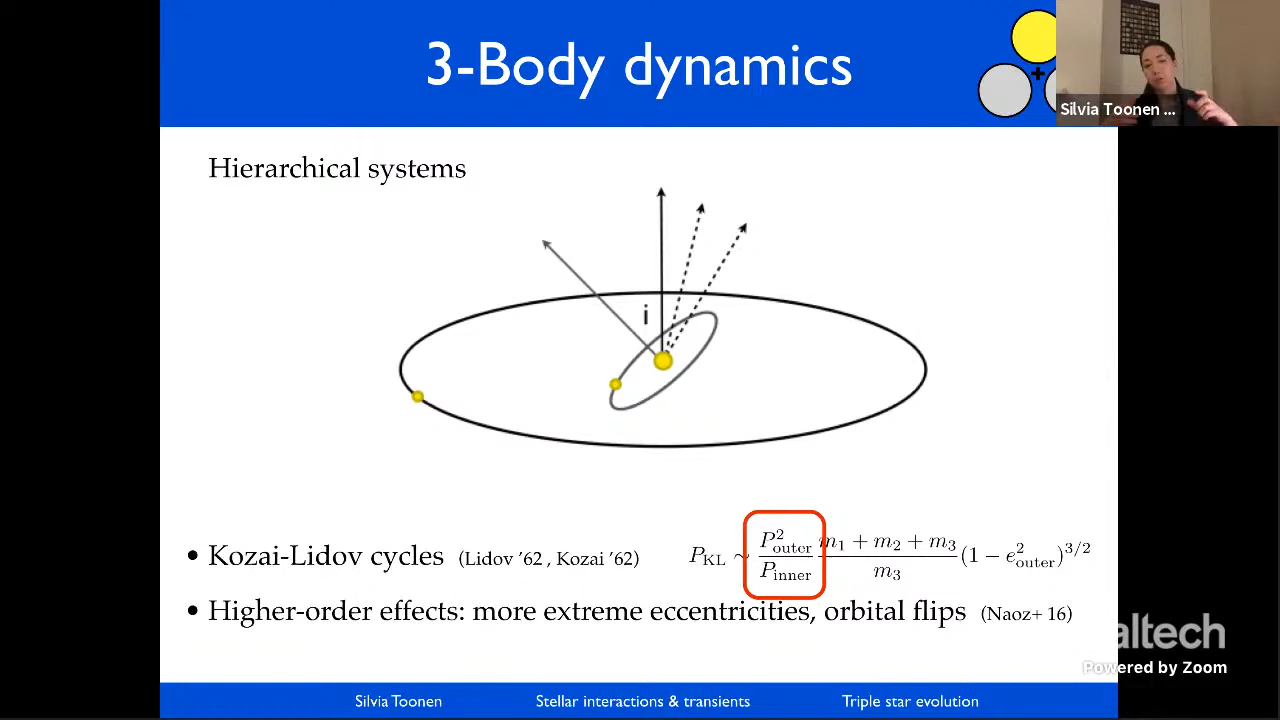 3-Body dynamics
Silvia Toonen ...
Hierarchical systems
i
• Kozai-Lidov cycles (Lidov '62 , Kozai '62) P_KL ~ P²_outer / P_inner (m₁ + m₂ + m₃) / m₃ (1 − e²_outer)^3/2
• Higher-order effects: more extreme eccentricities, orbital flips (Naoz+ 16)
altech
Powered by Zoom
Silvia Toonen Stellar interactions & transients Triple star evolution